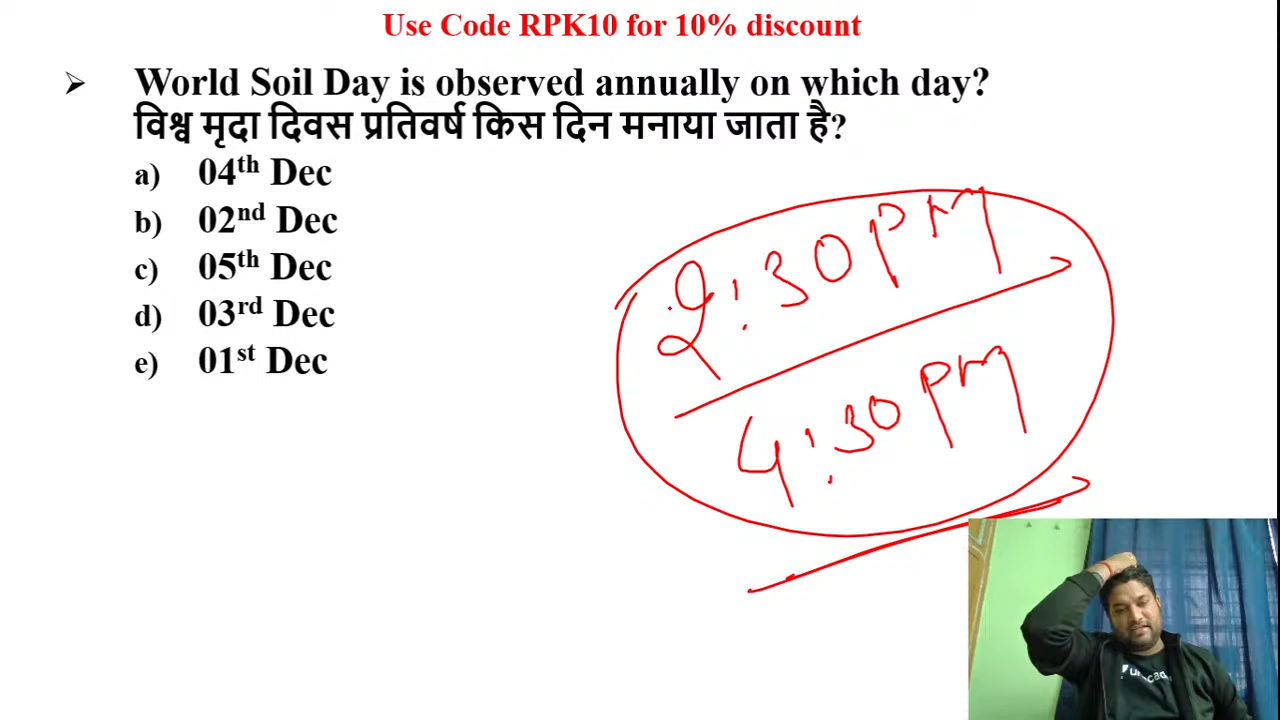 Use Code RPK10 for 10% discount
➢ World Soil Day is observed annually on which day?
विश्व मृदा दिवस प्रतिवर्ष किस दिन मनाया जाता है?
a) 04th Dec
b) 02nd Dec
c) 05th Dec
d) 03rd Dec
e) 01st Dec
2:30 PM
4:30 PM